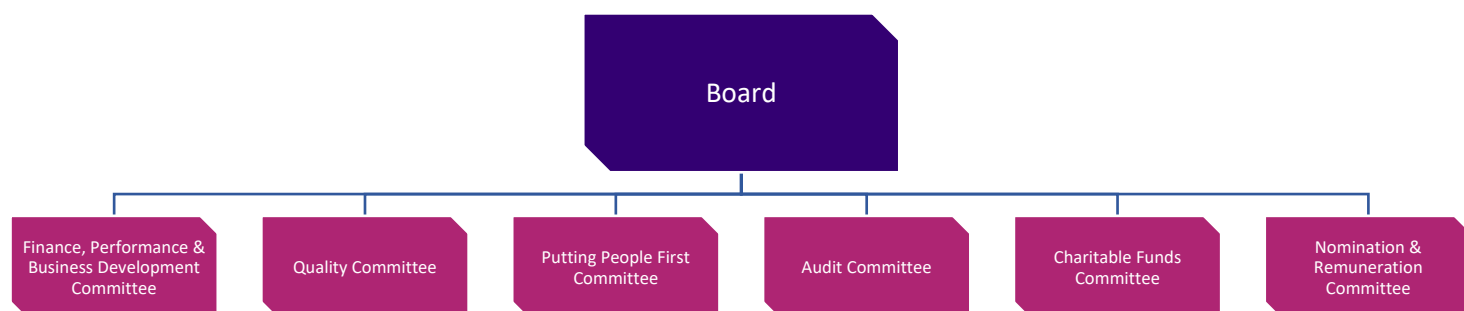 Board
Finance, Performance &
Business Development
Committee
Quality Committee
Putting People First
Committee
Audit Committee
Charitable Funds
Committee
Nomination &
Remuneration
Committee